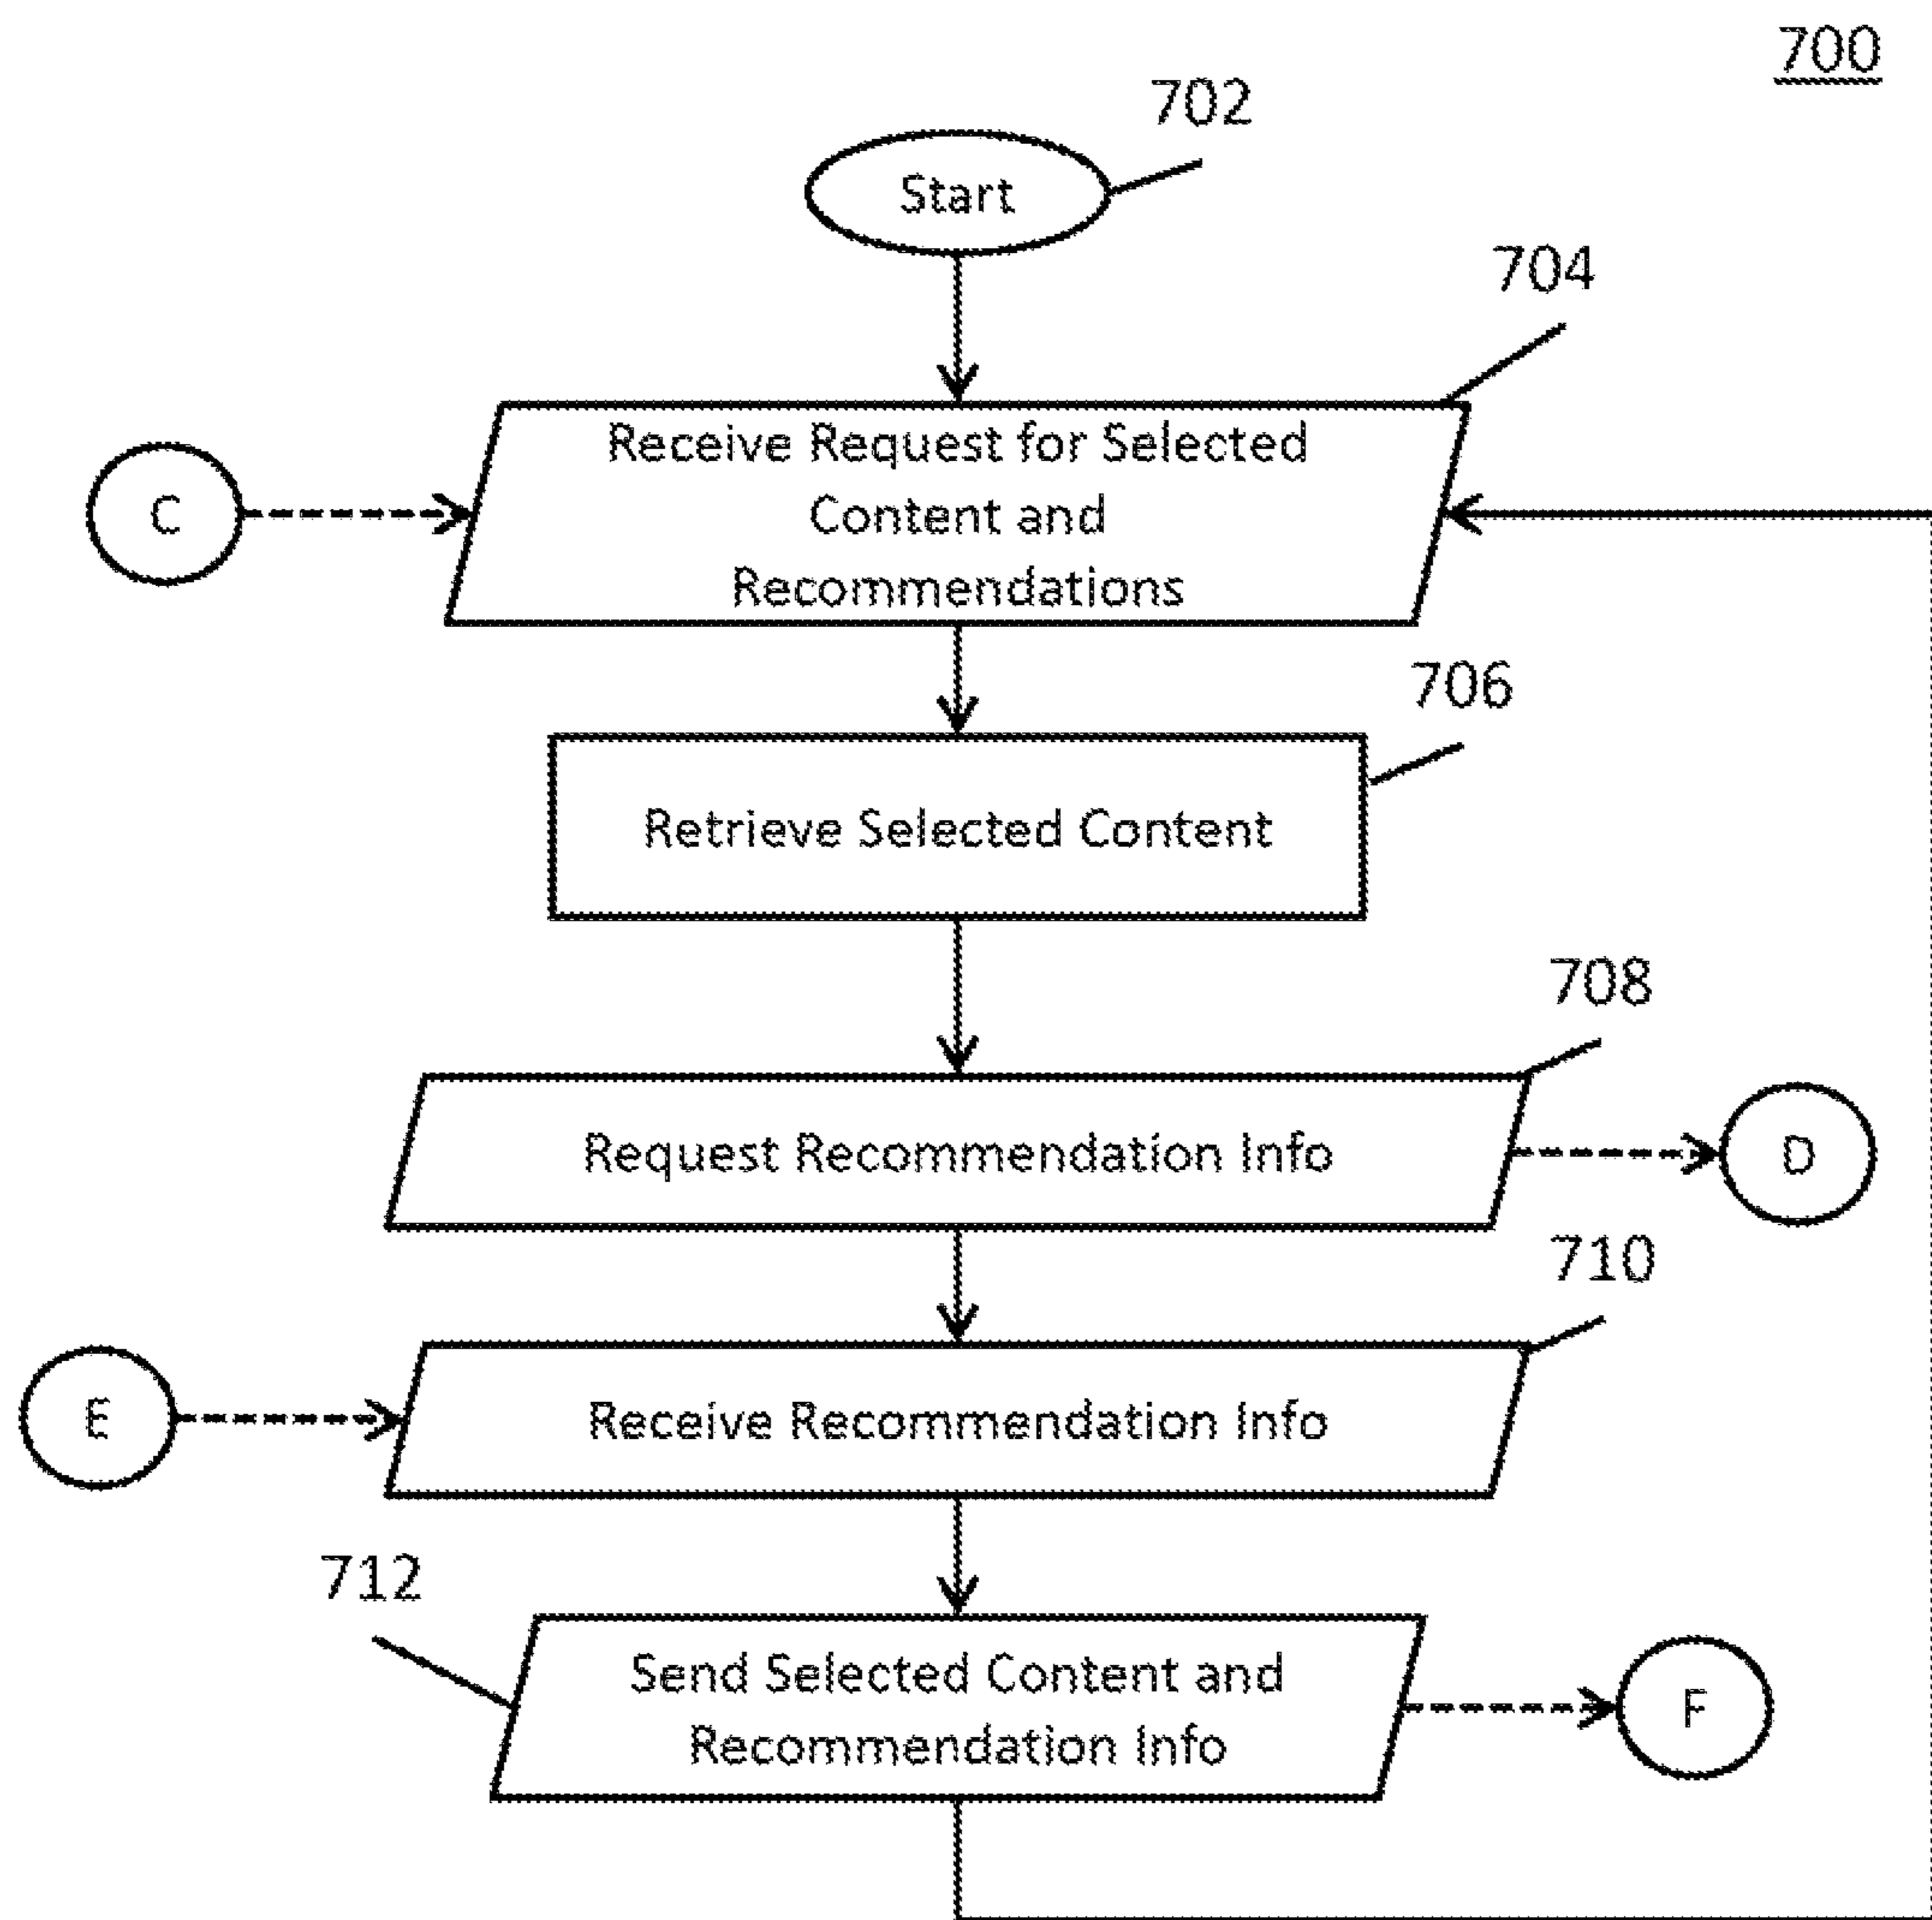 700
702
Start
704
Receive Request for Selected
Content and
Recommendations
C
706
Retrieve Selected Content
708
Request Recommendation Info
D
710
Receive Recommendation Info
E
712
Send Selected Content and
Recommendation Info
F